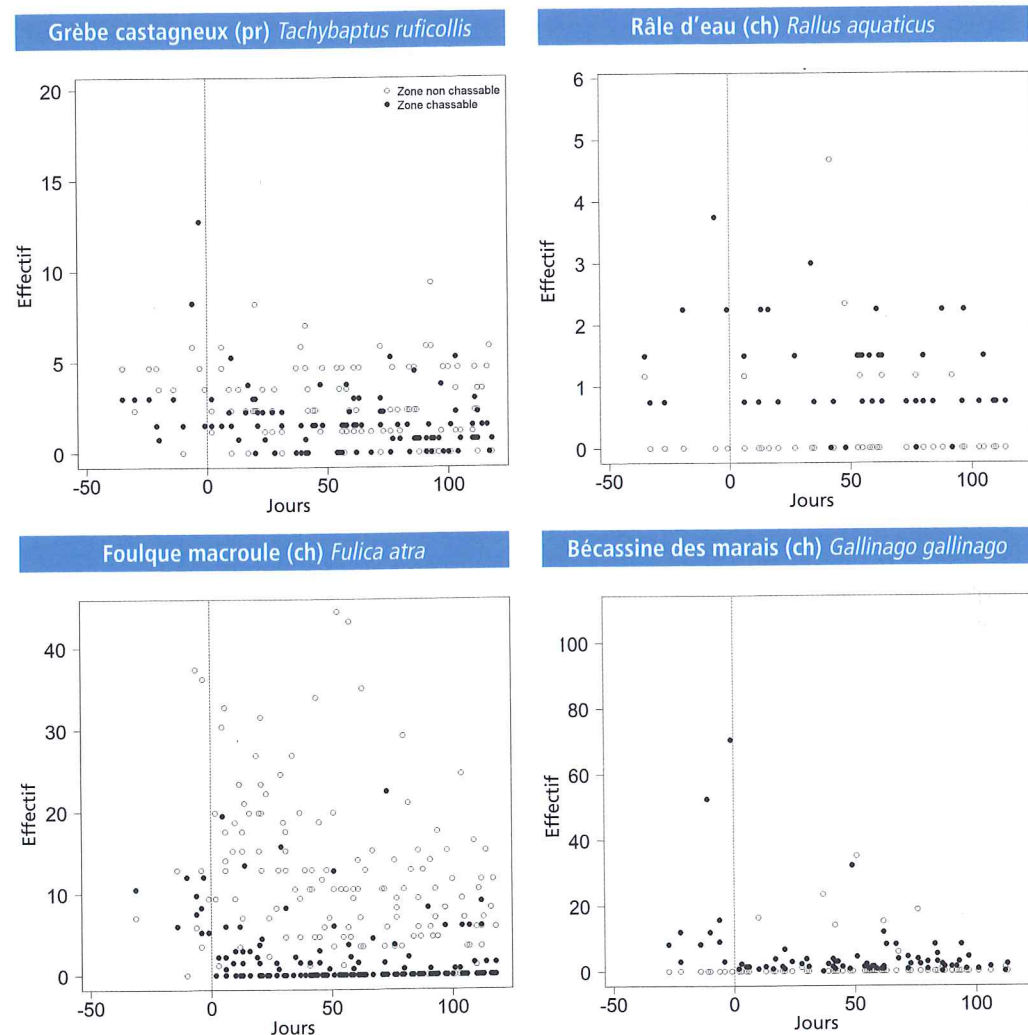 Grèbe castagneux (pr) Tachybaptus ruficollis
20
15
10
5
0
Effectif
○ Zone non chassable
● Zone chassable
-50 0 50 100
Jours
Râle d'eau (ch) Rallus aquaticus
6
5
4
3
2
1
0
Effectif
-50 0 50 100
Jours
Foulque macroule (ch) Fulica atra
40
30
20
10
0
Effectif
-50 0 50 100
Jours
Bécassine des marais (ch) Gallinago gallinago
100
80
60
40
20
0
Effectif
-50 0 50 100
Jours